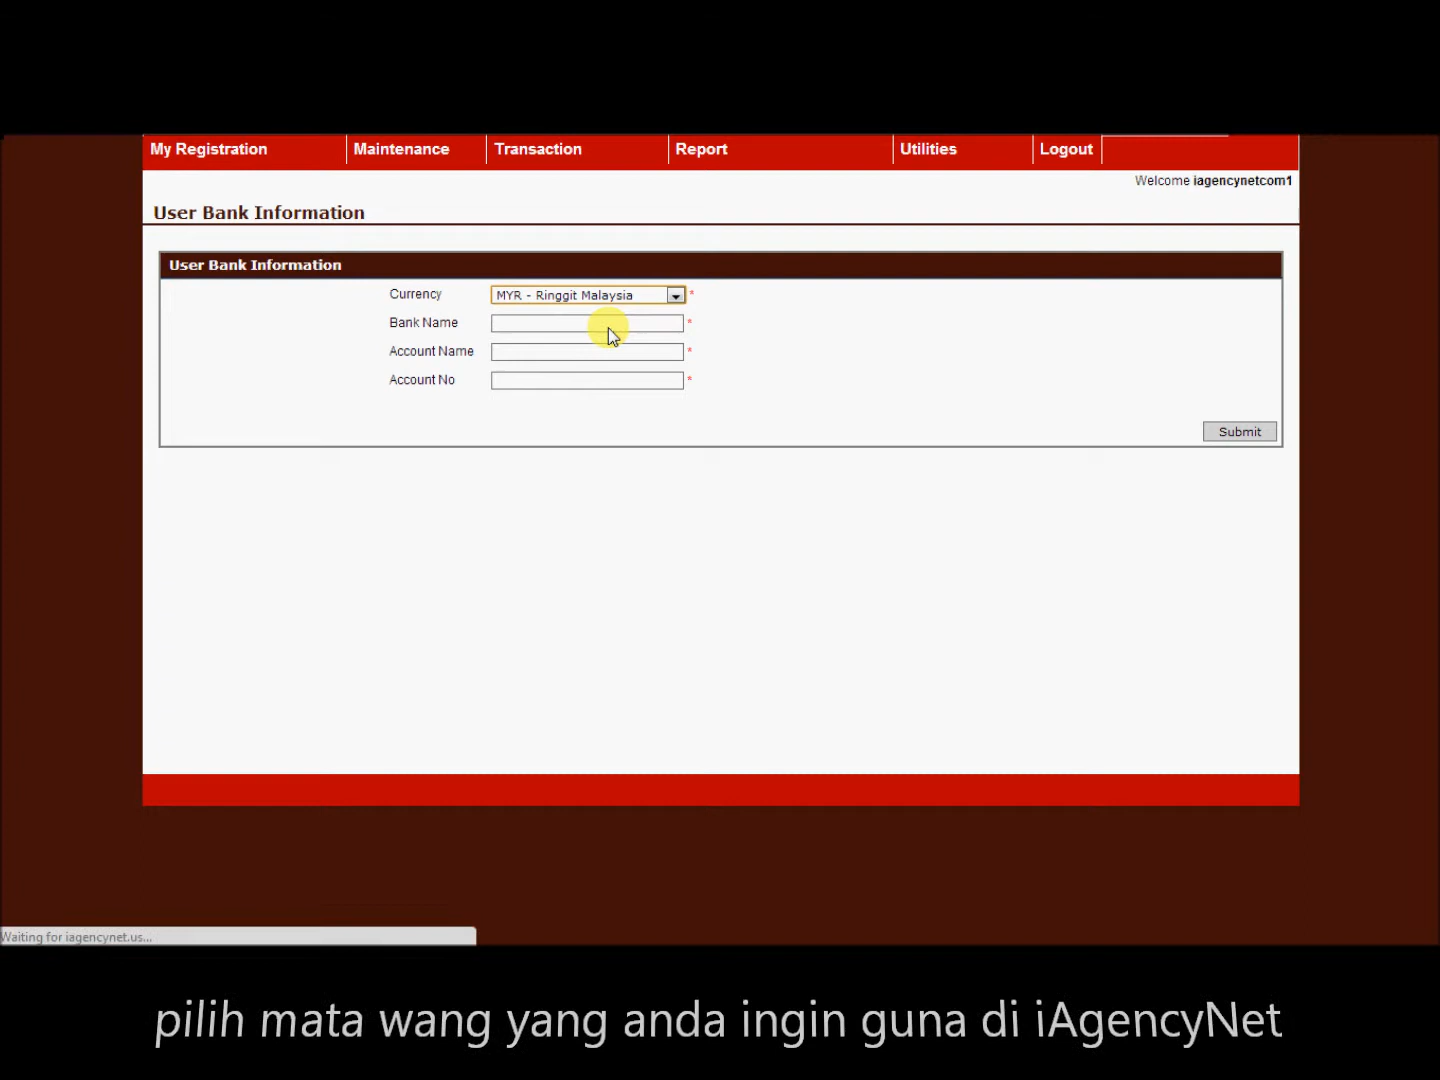 My Registration Maintenance Transaction Report Utilities Logout
Welcome iagencynetcom1
User Bank Information
User Bank Information
Currency MYR - Ringgit Malaysia *
Bank Name *
Account Name *
Account No *
Submit
Waiting for iagencynet.us...
pilih mata wang yang anda ingin guna di iAgencyNet